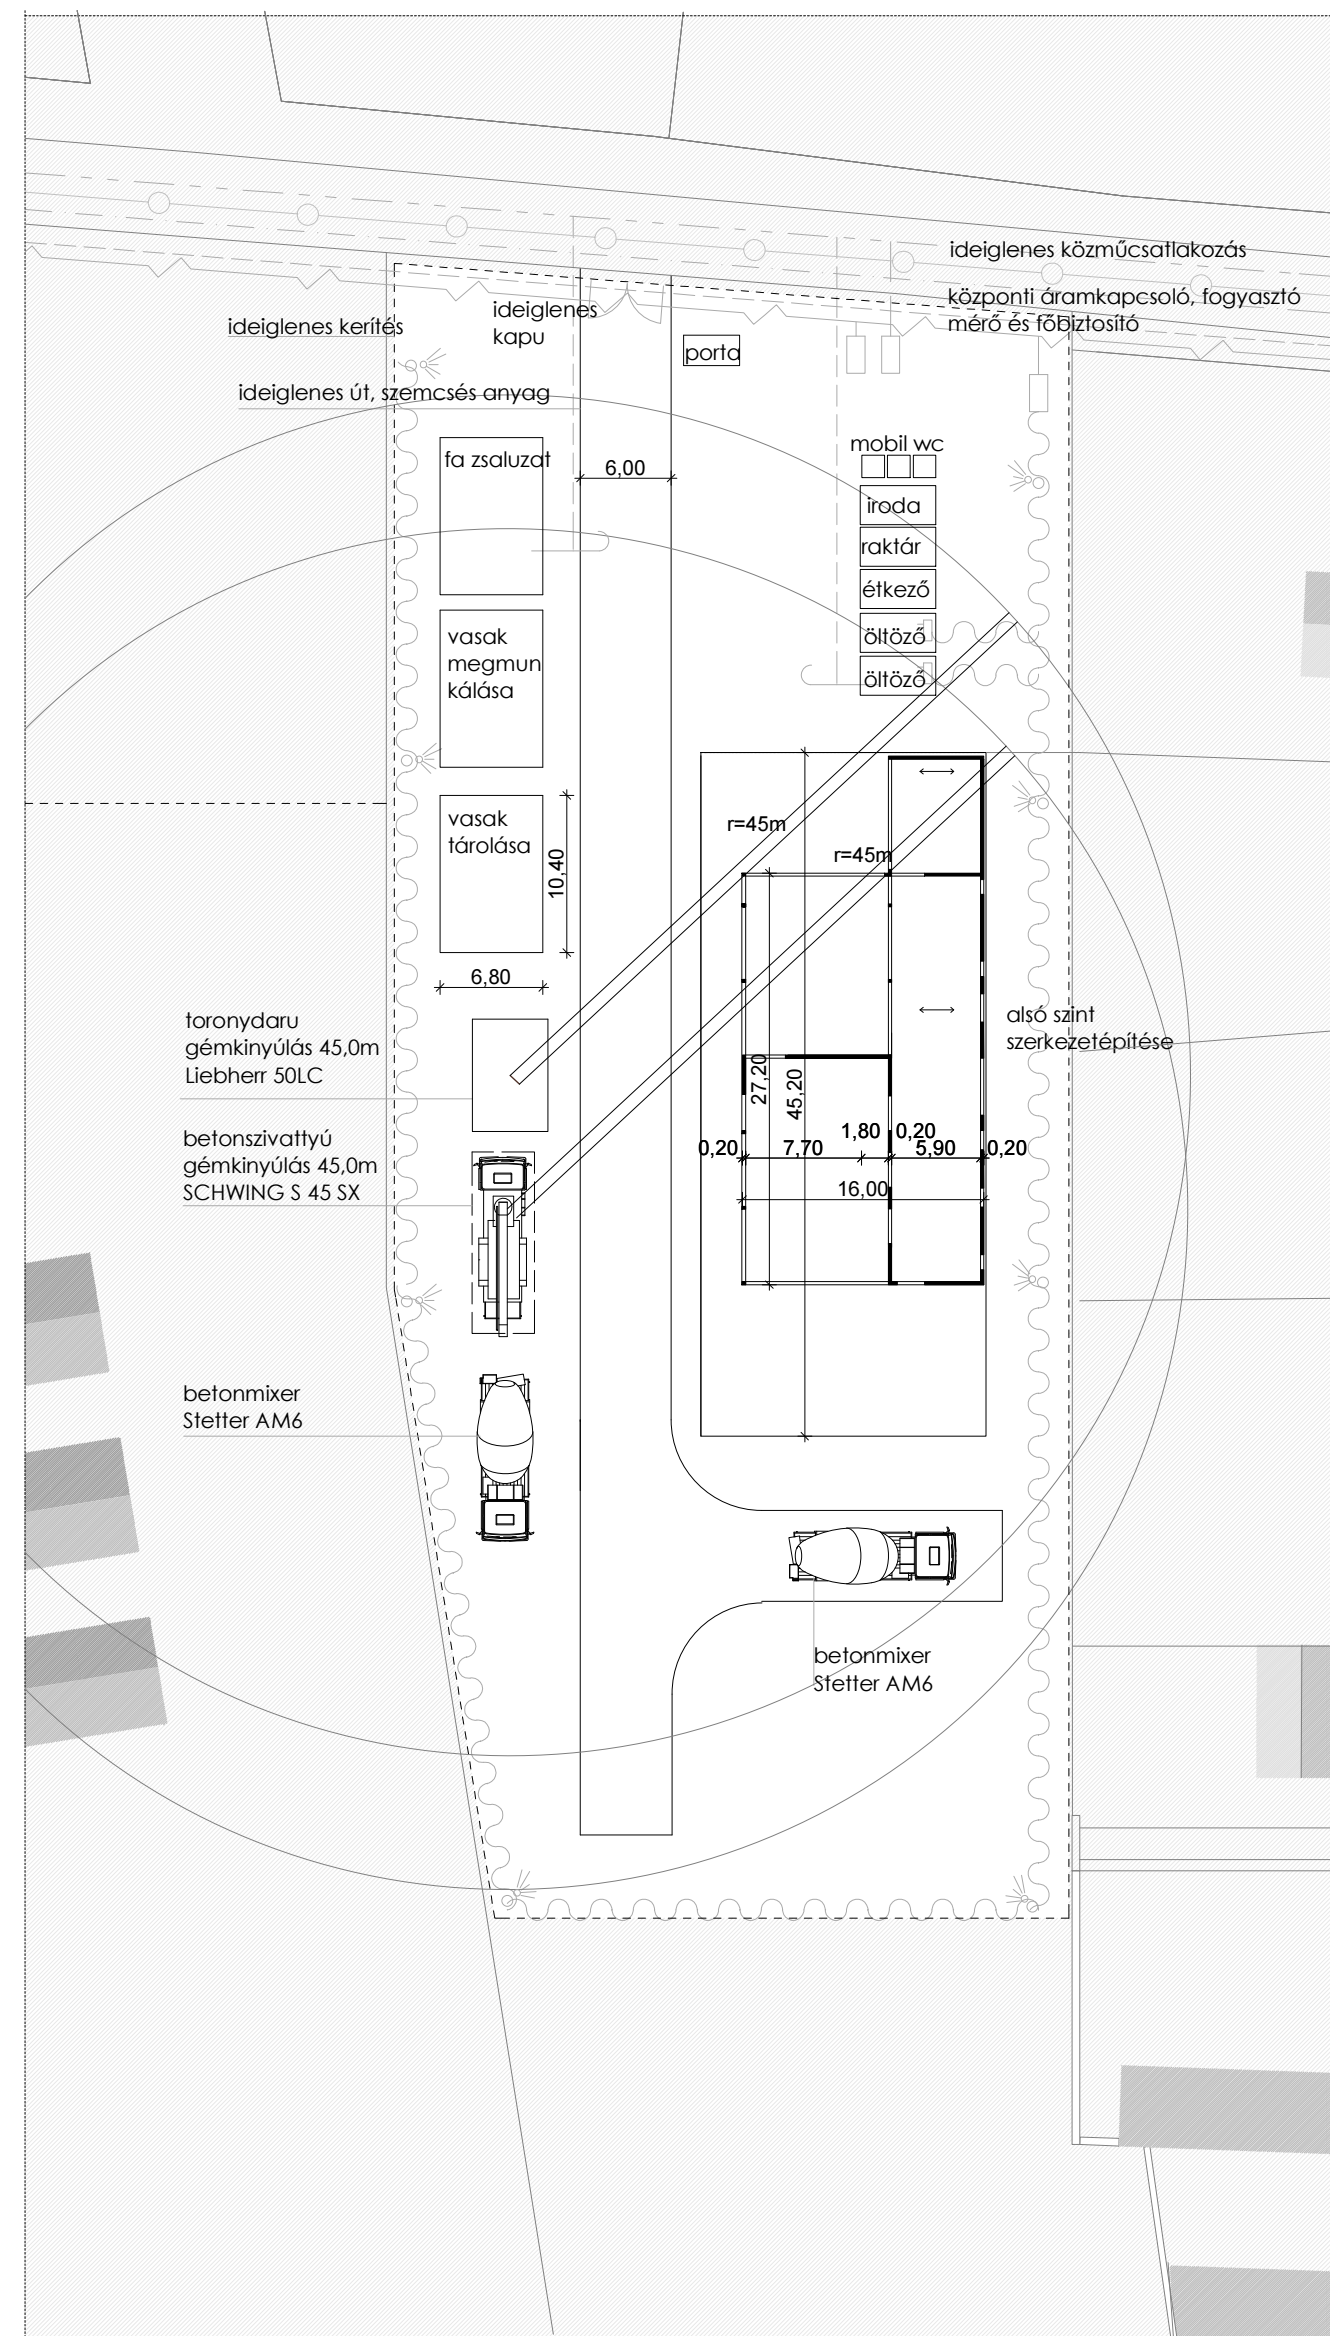 ideiglenes közműcsatlakozás
központi áramkapcsoló, fogyasztó
mérő és főbiztosító
ideiglenes
kapu
ideiglenes kerítés
porta
ideiglenes út, szemcsés anyag
mobil wc
fa zsaluzat
6,00
iroda
raktár
étkező
öltöző
öltöző
vasak
megmun
kálása
vasak
tárolása
10,40
6,80
r=45m
r=45m
toronydaru
gémkinyúlás 45,0m
Liebherr 50LC
alsó szint
szerkezetépítése
27,20
45,20
betonszivattyú
gémkinyúlás 45,0m
SCHWING S 45 SX
0,20
7,70
1,80
0,20
5,90
0,20
16,00
betonmixer
Stetter AM6
betonmixer
Stetter AM6